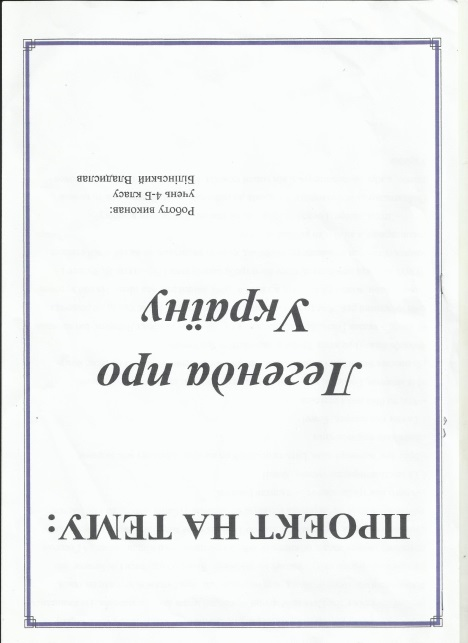 ПРОЕКТ НА ТЕМУ:
Легенда про
Україну
Роботу виконав:
учень 4-Б класу
Білінський Владислав